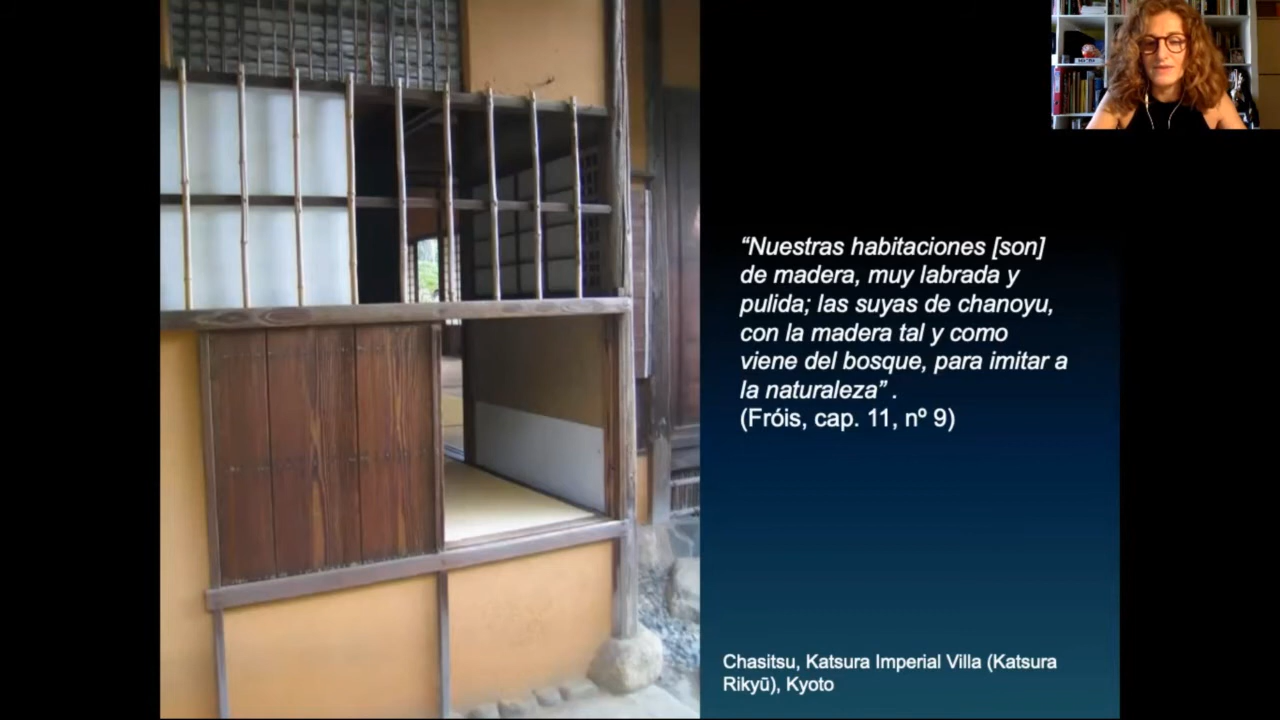 “Nuestras habitaciones [son]
de madera, muy labrada y
pulida; las suyas de chanoyu,
con la madera tal y como
viene del bosque, para imitar a
la naturaleza” .
(Fróis, cap. 11, nº 9)
Chasitsu, Katsura Imperial Villa (Katsura
Rikyū), Kyoto